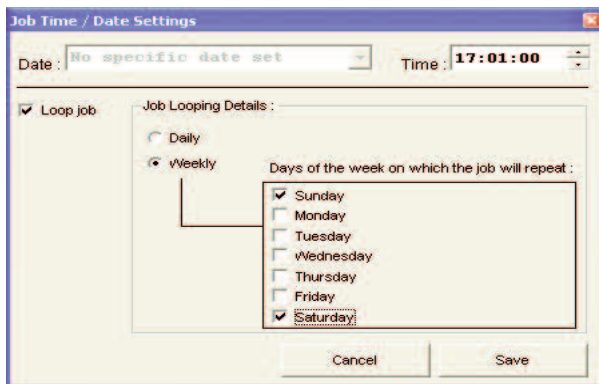 Job Time / Date Settings
Date : No specific date set Time : 17:01:00
Loop job Job Looping Details :
Daily
Weekly Days of the week on which the job will repeat :
Sunday
Monday
Tuesday
Wednesday
Thursday
Friday
Saturday
Cancel Save